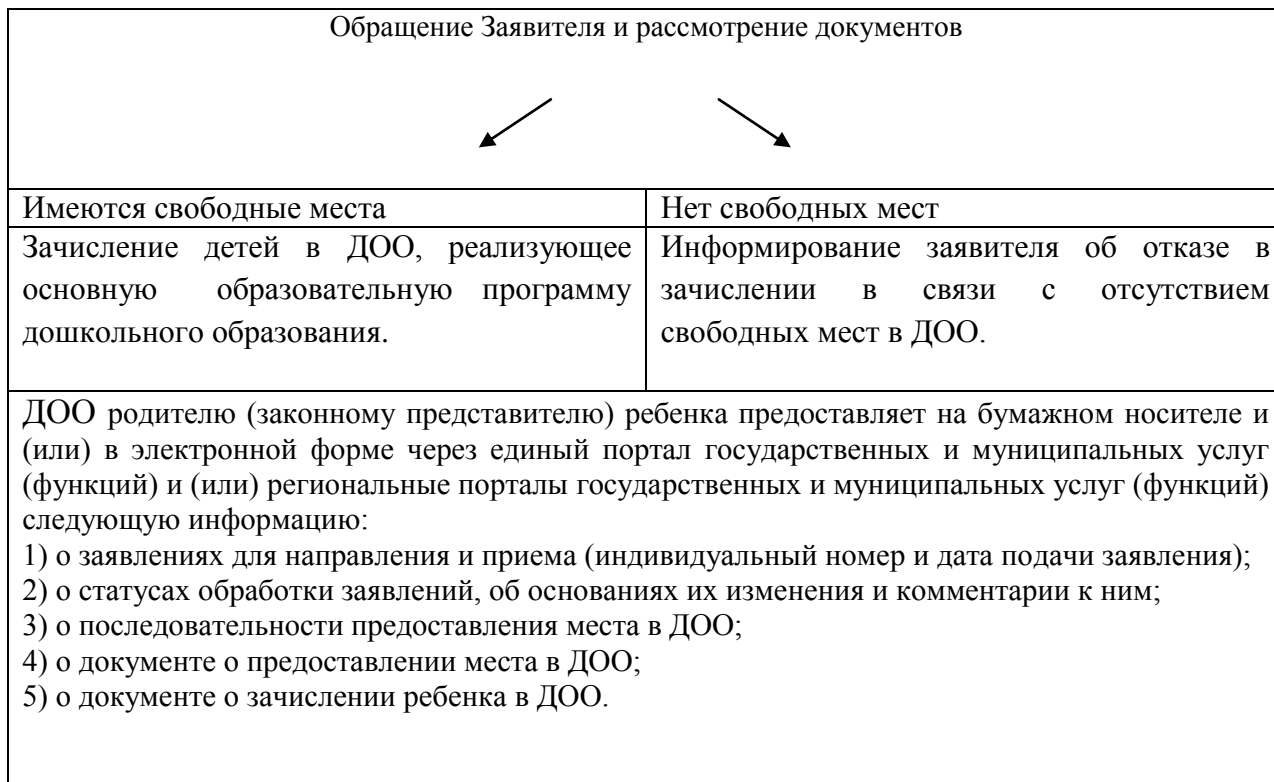 Обращение Заявителя и рассмотрение документов
Имеются свободные места
Нет свободных мест
Зачисление детей в ДОО, реализующее
основную образовательную программу
дошкольного образования.
Информирование заявителя об отказе в
зачислении в связи с отсутствием
свободных мест в ДОО.
ДОО родителю (законному представителю) ребенка предоставляет на бумажном носителе и
(или) в электронной форме через единый портал государственных и муниципальных услуг
(функций) и (или) региональные порталы государственных и муниципальных услуг (функций)
следующую информацию:
1) о заявлениях для направления и приема (индивидуальный номер и дата подачи заявления);
2) о статусах обработки заявлений, об основаниях их изменения и комментарии к ним;
3) о последовательности предоставления места в ДОО;
4) о документе о предоставлении места в ДОО;
5) о документе о зачислении ребенка в ДОО.